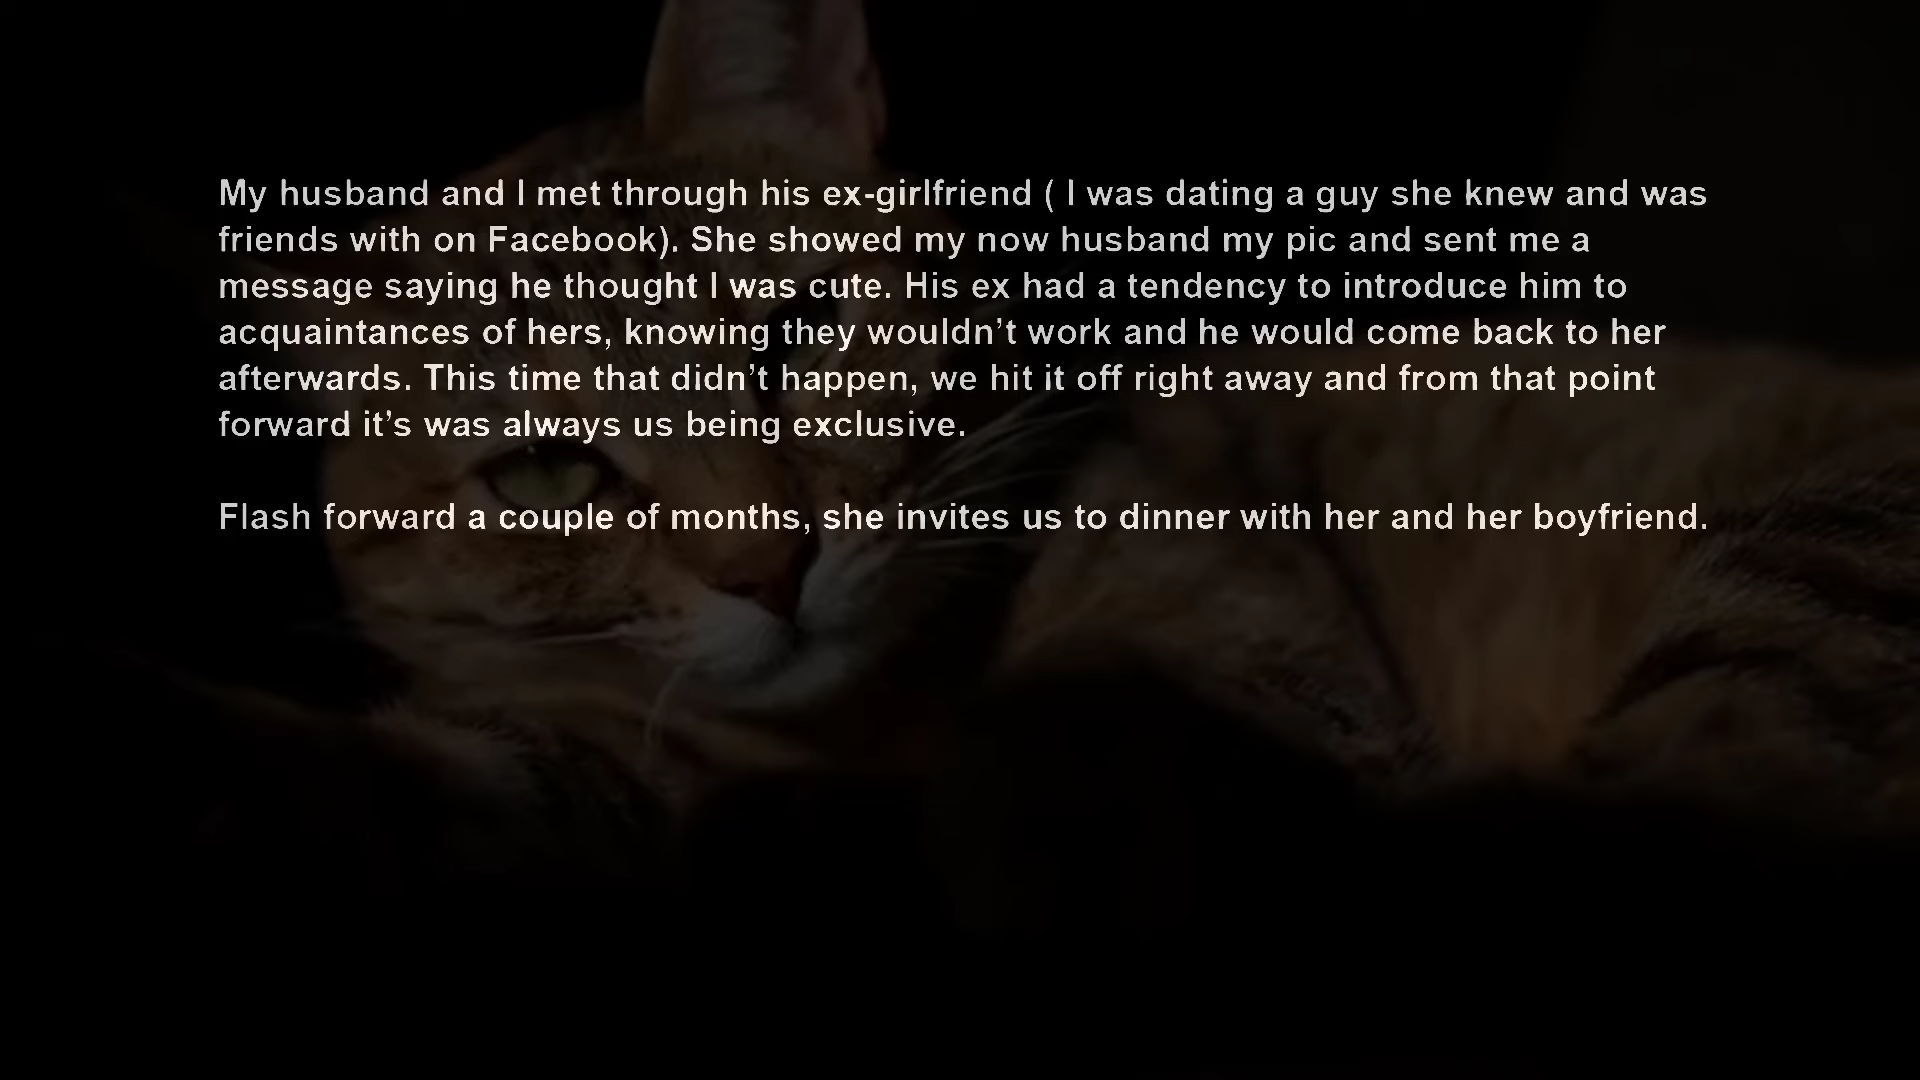 My husband and I met through his ex-girlfriend ( I was dating a guy she knew and was
friends with on Facebook). She showed my now husband my pic and sent me a
message saying he thought I was cute. His ex had a tendency to introduce him to
acquaintances of hers, knowing they wouldn’t work and he would come back to her
afterwards. This time that didn’t happen, we hit it off right away and from that point
forward it’s was always us being exclusive.
Flash forward a couple of months, she invites us to dinner with her and her boyfriend.